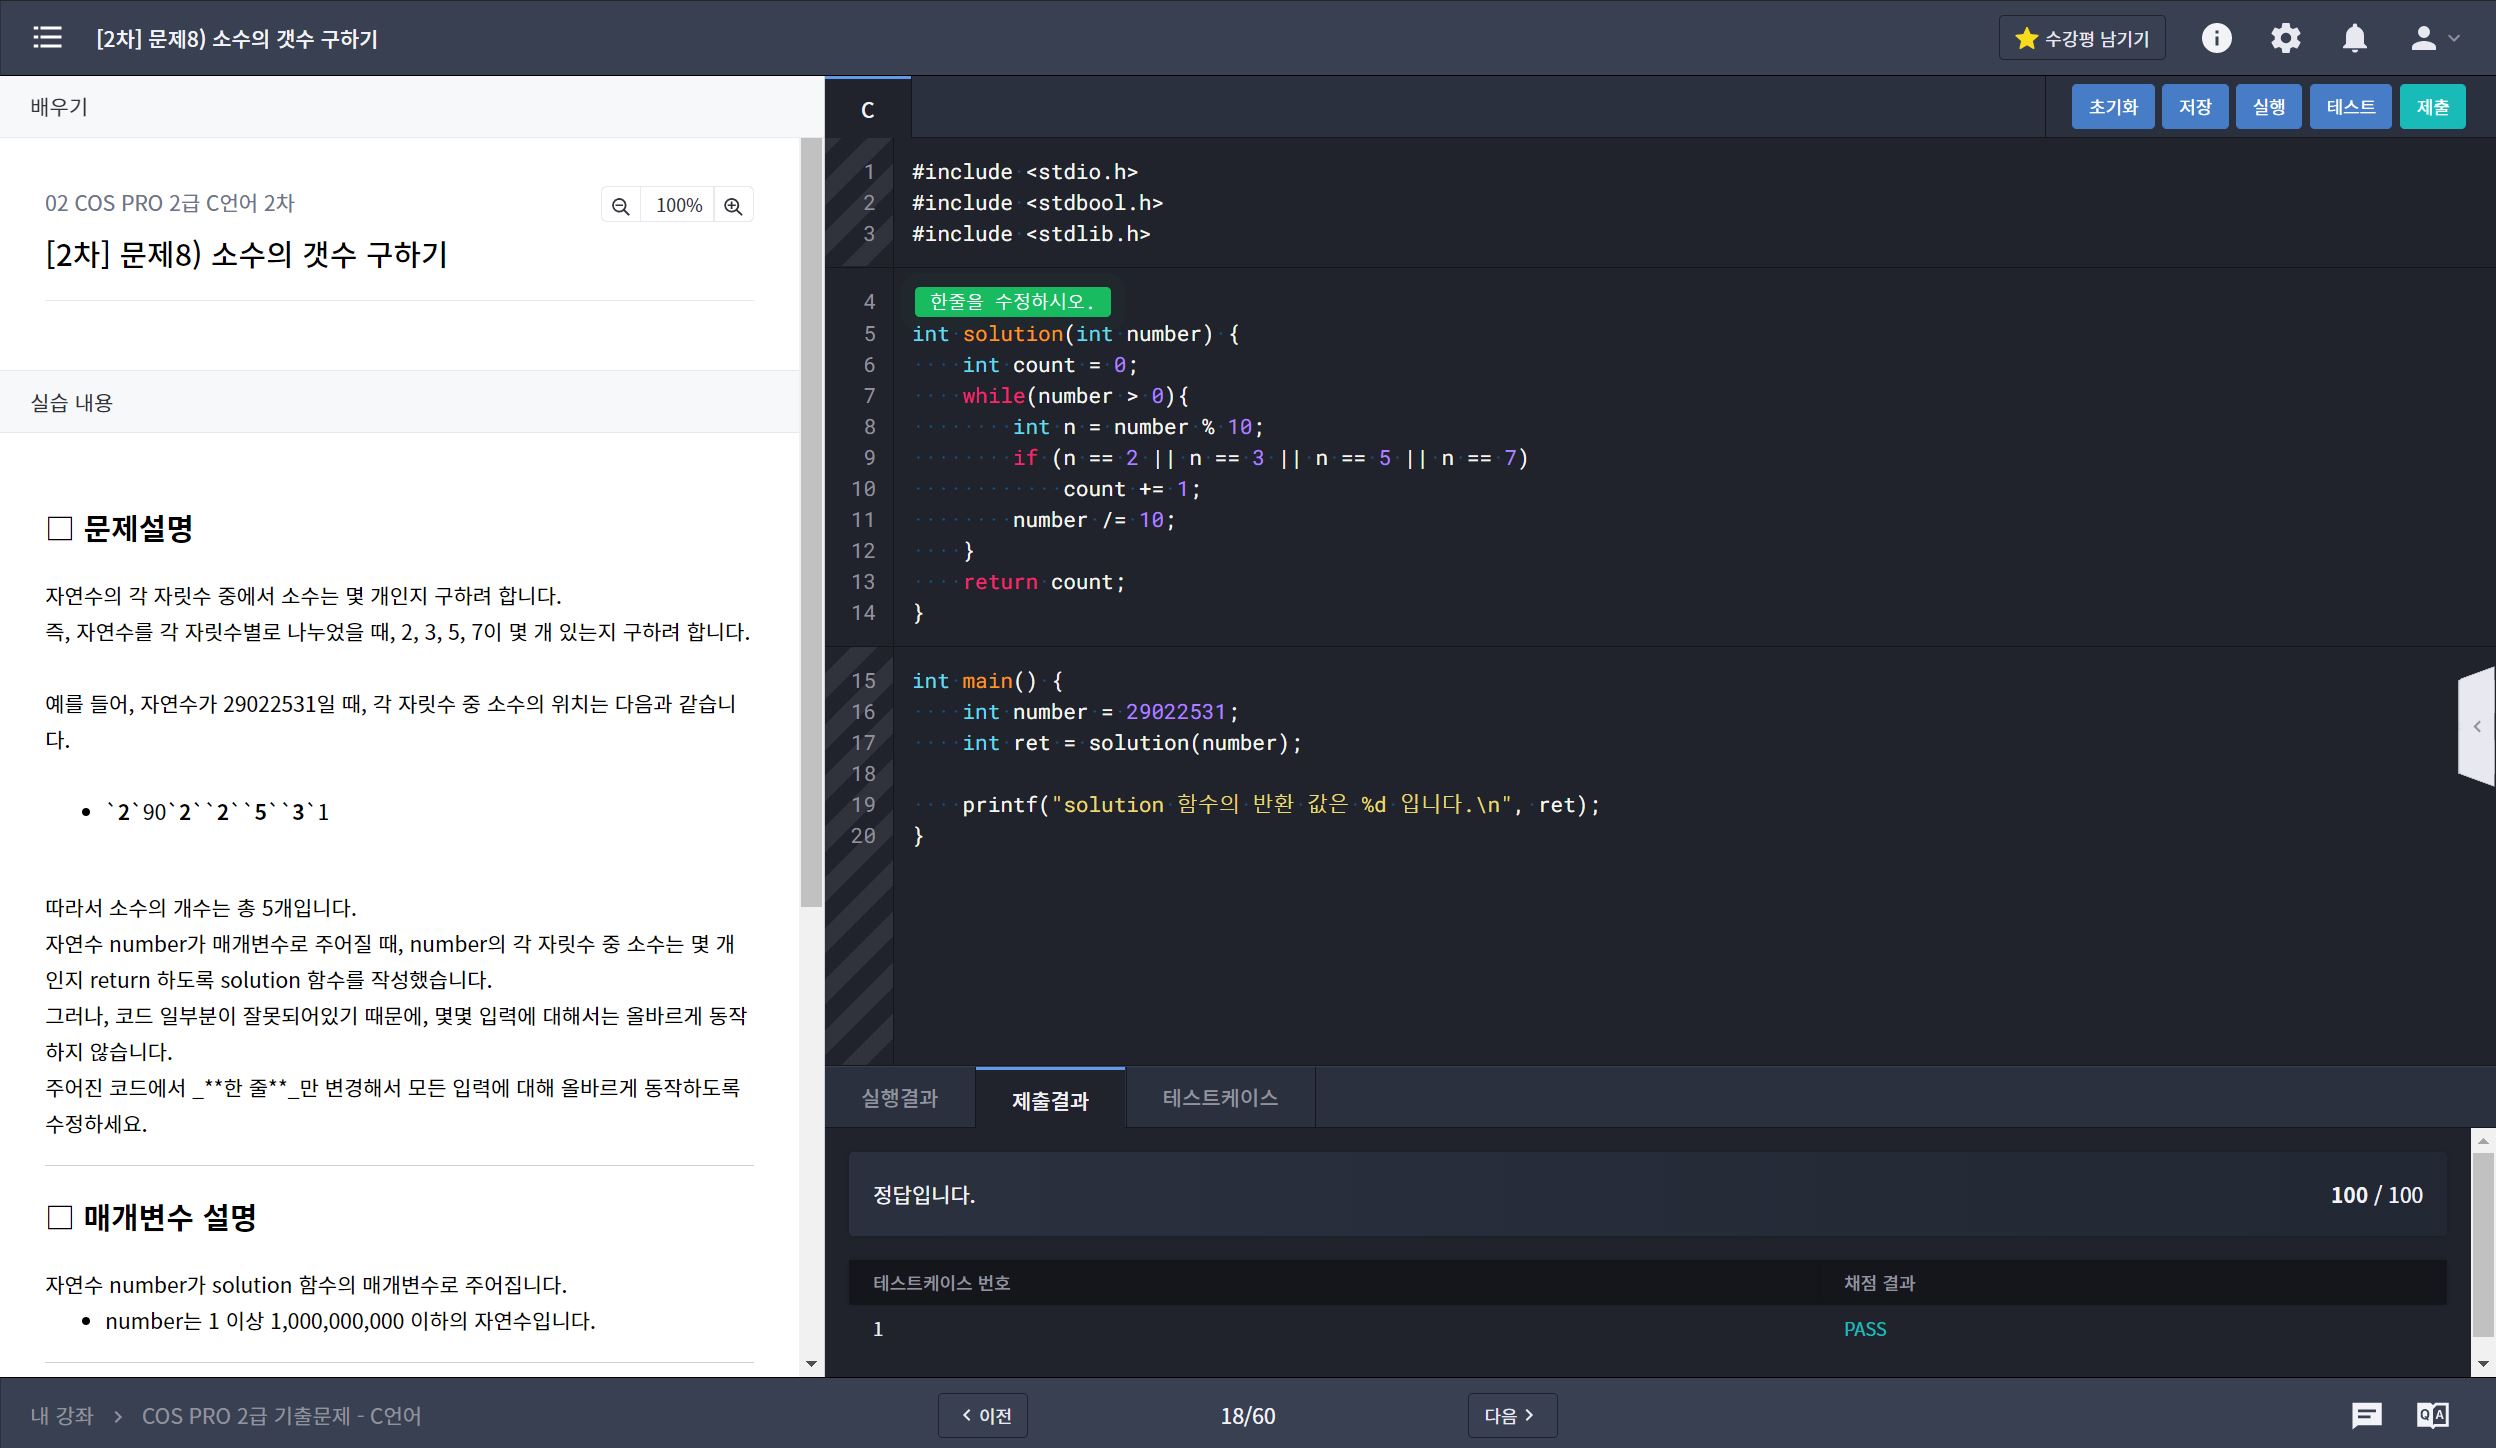 [2차] 문제8) 소수의 갯수 구하기
수강평 남기기
배우기
02 COS PRO 2급 C언어 2차
100%
[2차] 문제8) 소수의 갯수 구하기
실습 내용
문제설명
자연수의 각 자릿수 중에서 소수는 몇 개인지 구하려 합니다.
즉, 자연수를 각 자릿수별로 나누었을 때, 2, 3, 5, 7이 몇 개 있는지 구하려 합니다.
예를 들어, 자연수가 29022531일 때, 각 자릿수 중 소수의 위치는 다음과 같습니
다.
• `2`90`2``2``5``3`1
따라서 소수의 개수는 총 5개입니다.
자연수 number가 매개변수로 주어질 때, number의 각 자릿수 중 소수는 몇 개
인지 return 하도록 solution 함수를 작성했습니다.
그러나, 코드 일부분이 잘못되어있기 때문에, 몇몇 입력에 대해서는 올바르게 동작
하지 않습니다.
주어진 코드에서 _**한 줄**_만 변경해서 모든 입력에 대해 올바르게 동작하도록
수정하세요.
매개변수 설명
자연수 number가 solution 함수의 매개변수로 주어집니다.
• number는 1 이상 1,000,000,000 이하의 자연수입니다.
C
초기화 저장 실행 테스트 제출
1 #include <stdio.h>
2 #include <stdbool.h>
3 #include <stdlib.h>
4 한줄을 수정하시오.
5 int solution(int number) {
6     int count = 0;
7     while(number > 0){
8         int n = number % 10;
9         if (n == 2 || n == 3 || n == 5 || n == 7)
10             count += 1;
11         number /= 10;
12     }
13     return count;
14 }
15 int main() {
16     int number = 29022531;
17     int ret = solution(number);
18
19     printf("solution 함수의 반환 값은 %d 입니다.\n", ret);
20 }
실행결과 제출결과 테스트케이스
정답입니다. 100 / 100
테스트케이스 번호 채점 결과
1 PASS
내 강좌 > COS PRO 2급 기출문제 - C언어
< 이전 18/60 다음 >
Q A